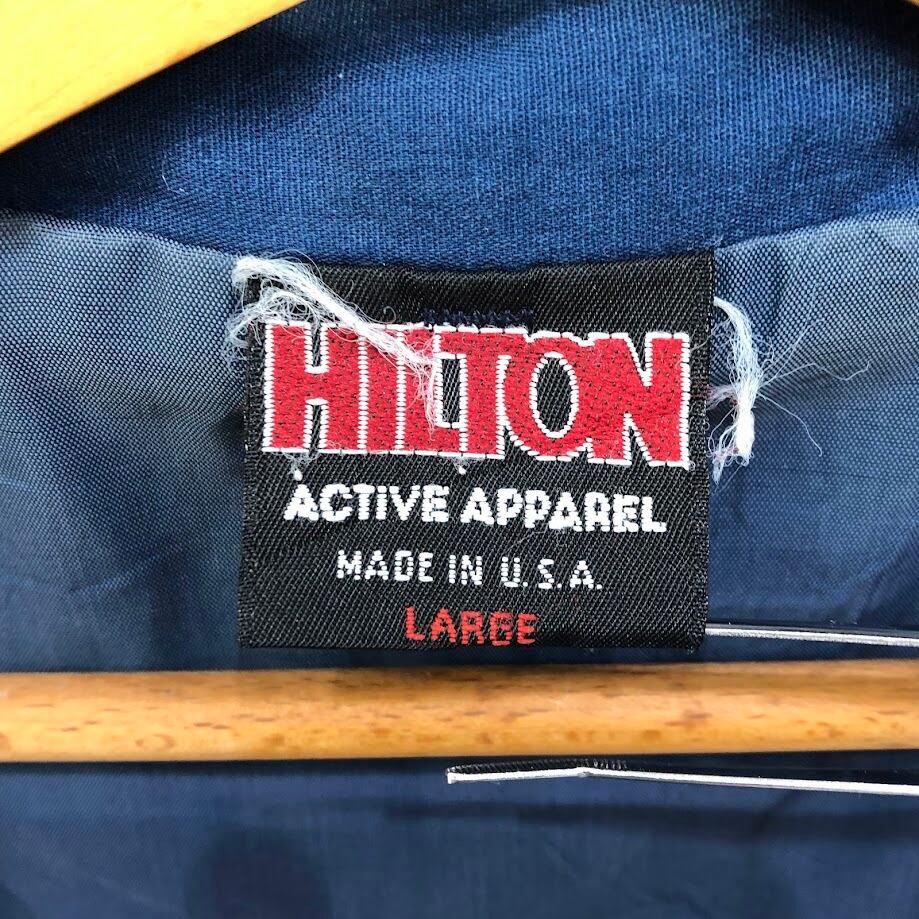 HILTON
ACTIVE APPAREL
MADE IN U.S.A.
LARGE